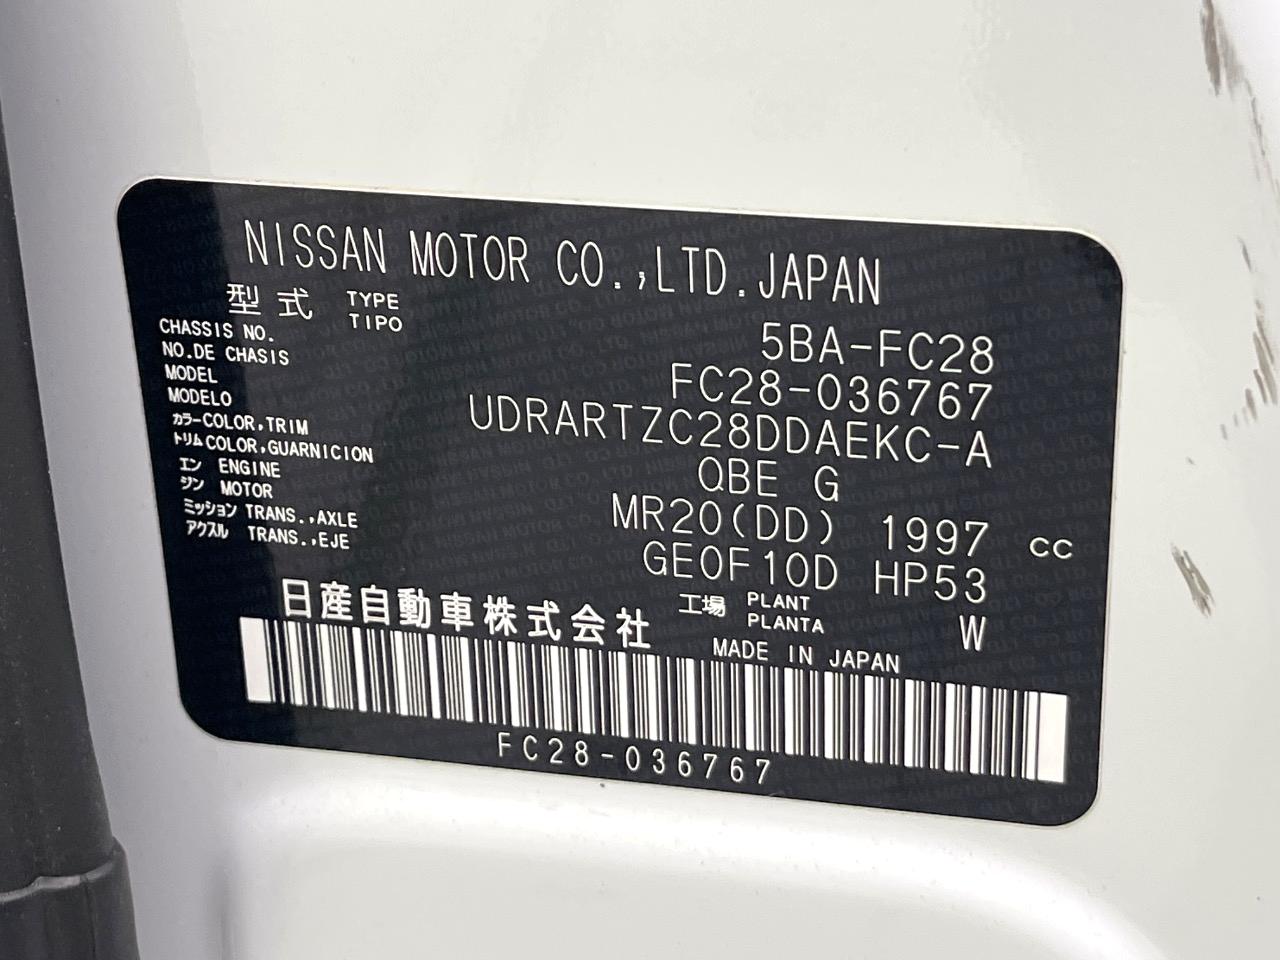 NISSAN MOTOR CO.,LTD.JAPAN
型式 TYPE TIPO 5BA-FC28
CHASSIS NO.
NO.DE CHASIS FC28-036767
MODEL
MODELO UDRARTZC28DDAEKC-A
カラー COLOR,TRIM
トリム COLOR,GUARNICION QBE G
エン ENGINE
ジン MOTOR MR20(DD) 1997 cc
ミッション TRANS.,AXLE
アクスル TRANS.,EJE GE0F10D HP53
日産自動車株式会社 工場 PLANT PLANTA W
MADE IN JAPAN
FC28-036767